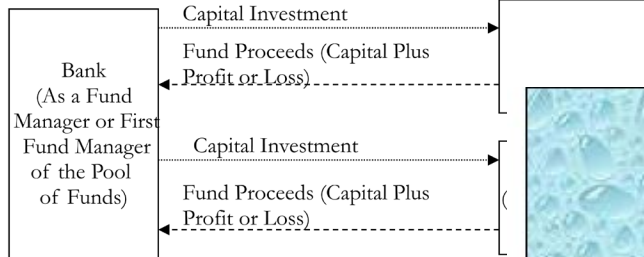 Capital Investment
Fund Proceeds (Capital Plus
Profit or Loss)
Bank
(As a Fund
Manager or First
Fund Manager
of the Pool
of Funds)
Capital Investment
Fund Proceeds (Capital Plus
Profit or Loss)
(